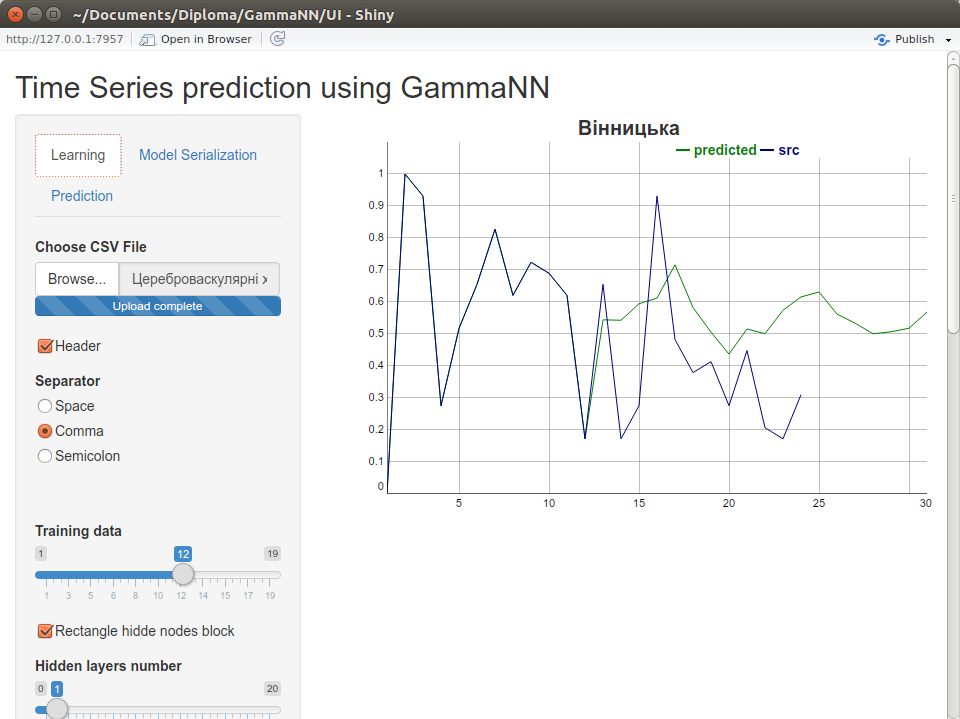 ~/Documents/Diploma/GammaNN/UI - Shiny
http://127.0.0.1:7957 Open in Browser Publish
Time Series prediction using GammaNN
Learning Model Serialization
Prediction
Choose CSV File
Browse... Цереброваскулярні х
Upload complete
Header
Separator
Space
Comma
Semicolon
Training data
1 12 19
1 3 5 6 8 10 12 14 15 17 19
Rectangle hidde nodes block
Hidden layers number
0 1 20
Вінницька
predicted src
1
0.9
0.8
0.7
0.6
0.5
0.4
0.3
0.2
0.1
0
5 10 15 20 25 30